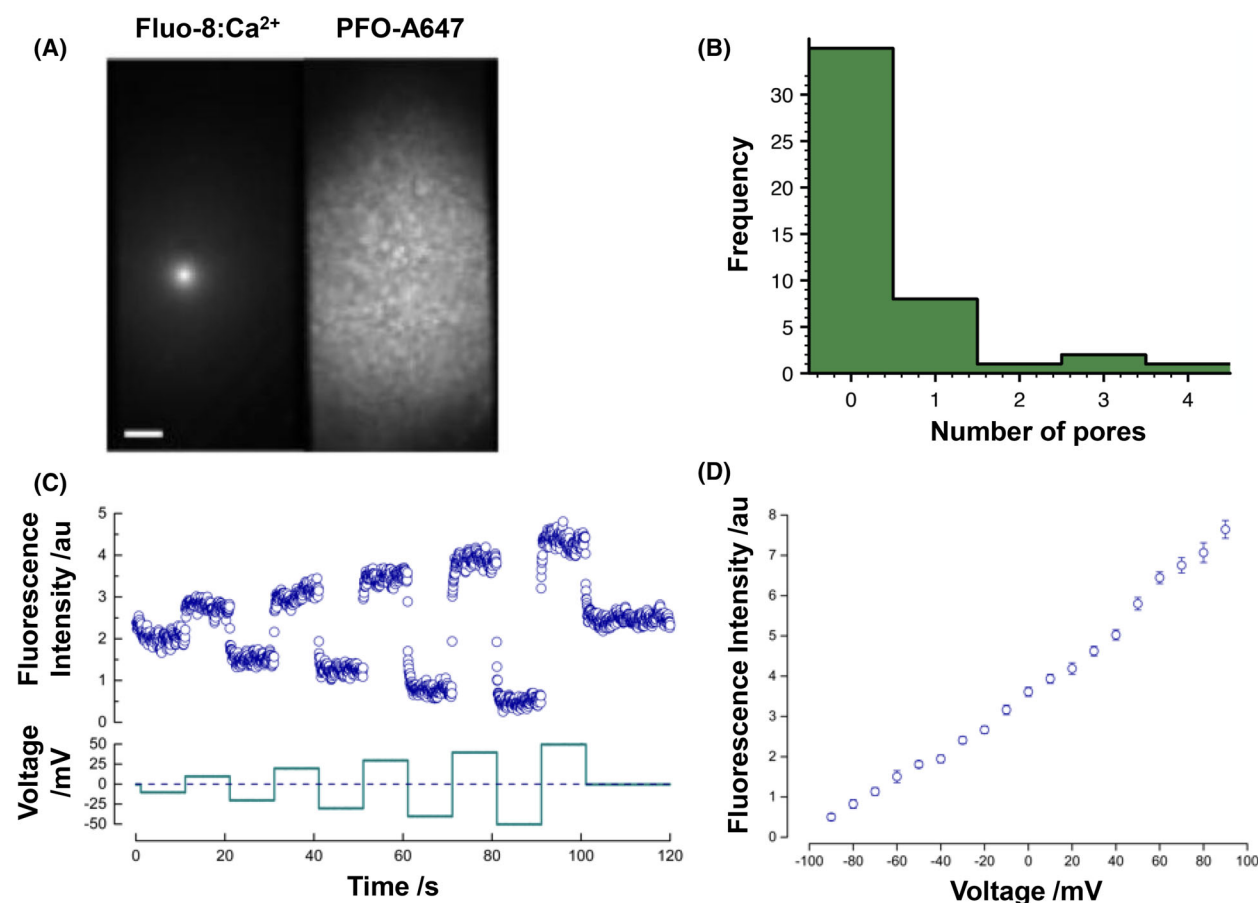 (A)
Fluo-8:Ca²⁺ PFO-A647
(B)
Frequency
30
25
20
15
10
5
0
0 1 2 3 4
Number of pores
(C)
Fluorescence
Intensity /au
5
4
3
2
1
0
Voltage
/mV
50
25
0
-25
-50
0 20 40 60 80 100 120
Time /s
(D)
Fluorescence Intensity /au
8
7
6
5
4
3
2
1
0
-100 -80 -60 -40 -20 0 20 40 60 80 100
Voltage /mV